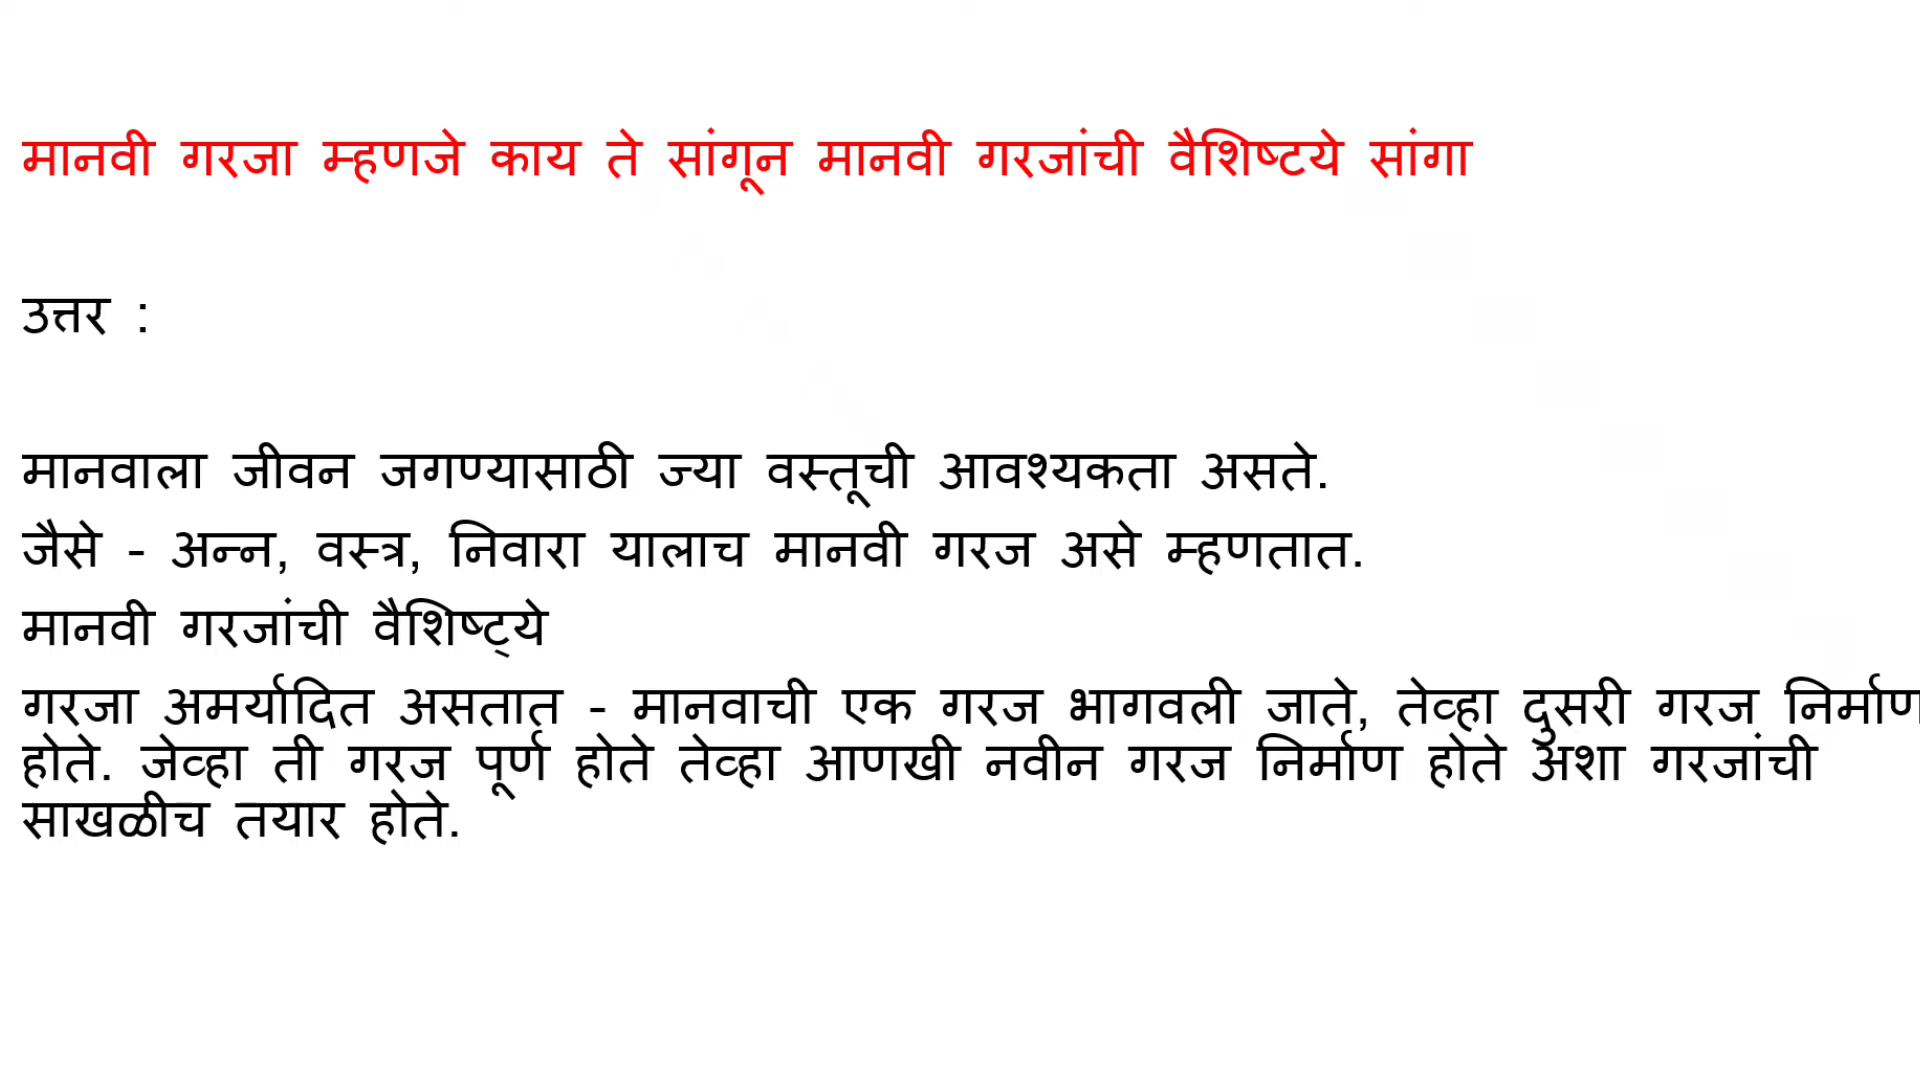 मानवी गरजा म्हणजे काय ते सांगून मानवी गरजांची वैशिष्टये सांगा
उत्तर :
मानवाला जीवन जगण्यासाठी ज्या वस्तूची आवश्यकता असते.
जैसे - अन्न, वस्त्र, निवारा यालाच मानवी गरज असे म्हणतात.
मानवी गरजांची वैशिष्ट्ये
गरजा अमर्यादित असतात - मानवाची एक गरज भागवली जाते, तेव्हा दुसरी गरज निर्माण
होते. जेव्हा ती गरज पूर्ण होते तेव्हा आणखी नवीन गरज निर्माण होते अशा गरजांची
साखळीच तयार होते.